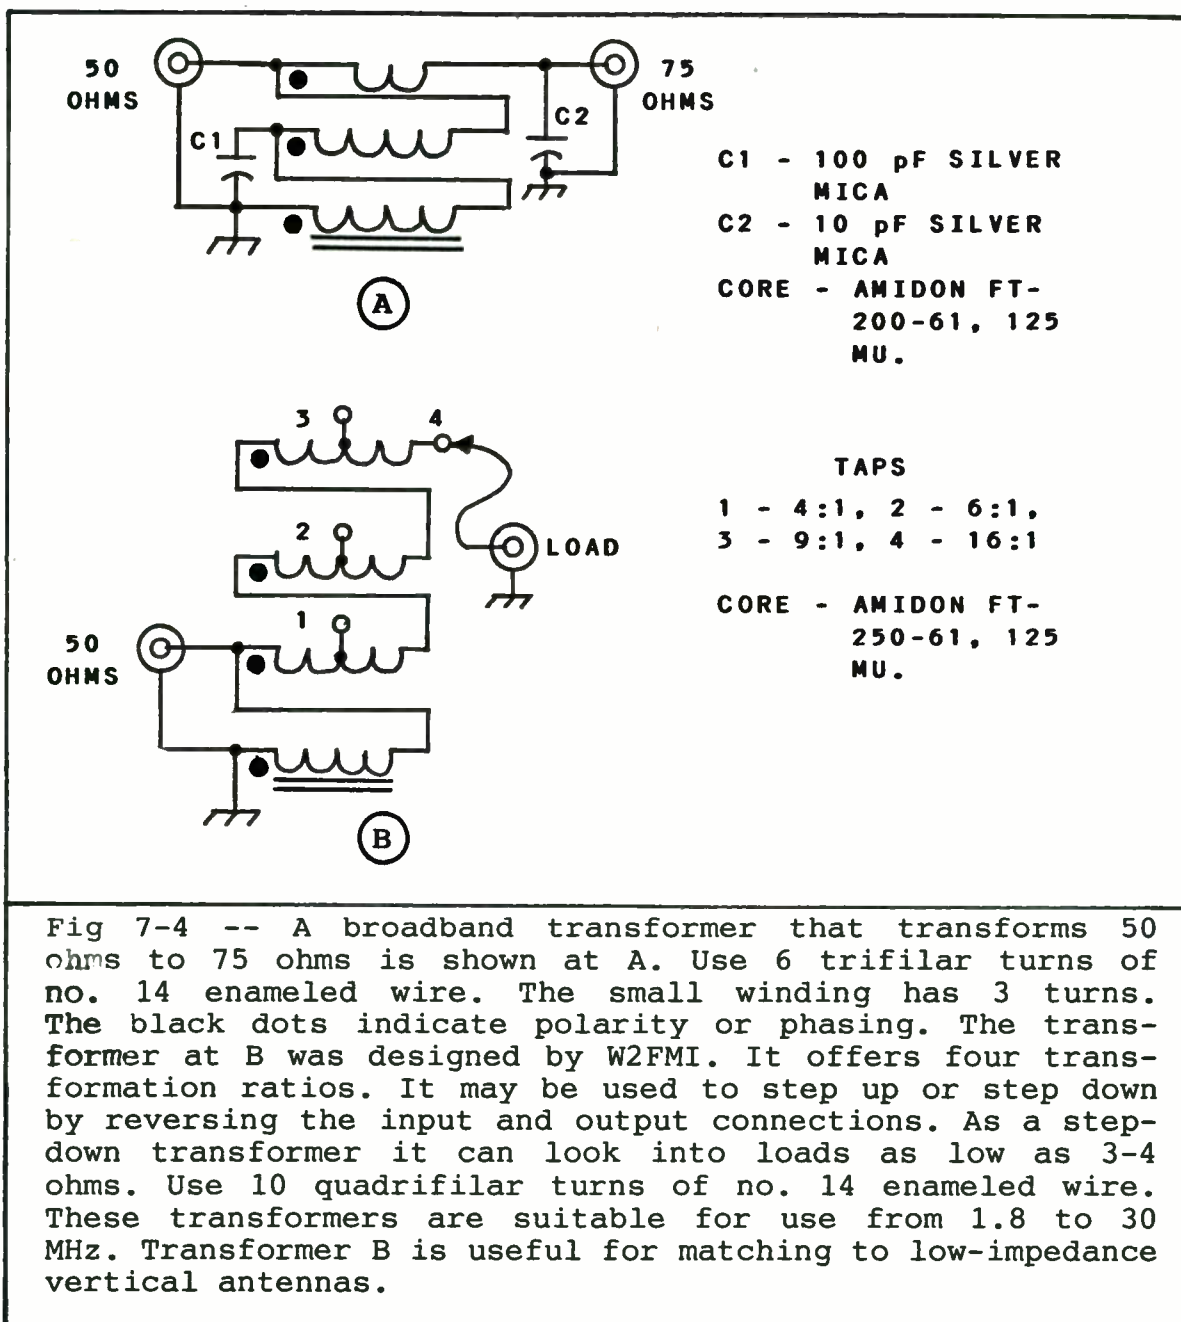 50
OHMS
75
OHMS
C1
C2
C1 - 100 pF SILVER
MICA
C2 - 10 pF SILVER
MICA
CORE - AMIDON FT-
200-61, 125
MU.
A
3
4
2
LOAD
1
50
OHMS
TAPS
1 - 4:1, 2 - 6:1,
3 - 9:1, 4 - 16:1
CORE - AMIDON FT-
250-61, 125
MU.
B
Fig 7-4 -- A broadband transformer that transforms 50
ohms to 75 ohms is shown at A. Use 6 trifilar turns of
no. 14 enameled wire. The small winding has 3 turns.
The black dots indicate polarity or phasing. The trans-
former at B was designed by W2FMI. It offers four trans-
formation ratios. It may be used to step up or step down
by reversing the input and output connections. As a step-
down transformer it can look into loads as low as 3-4
ohms. Use 10 quadrifilar turns of no. 14 enameled wire.
These transformers are suitable for use from 1.8 to 30
MHz. Transformer B is useful for matching to low-impedance
vertical antennas.